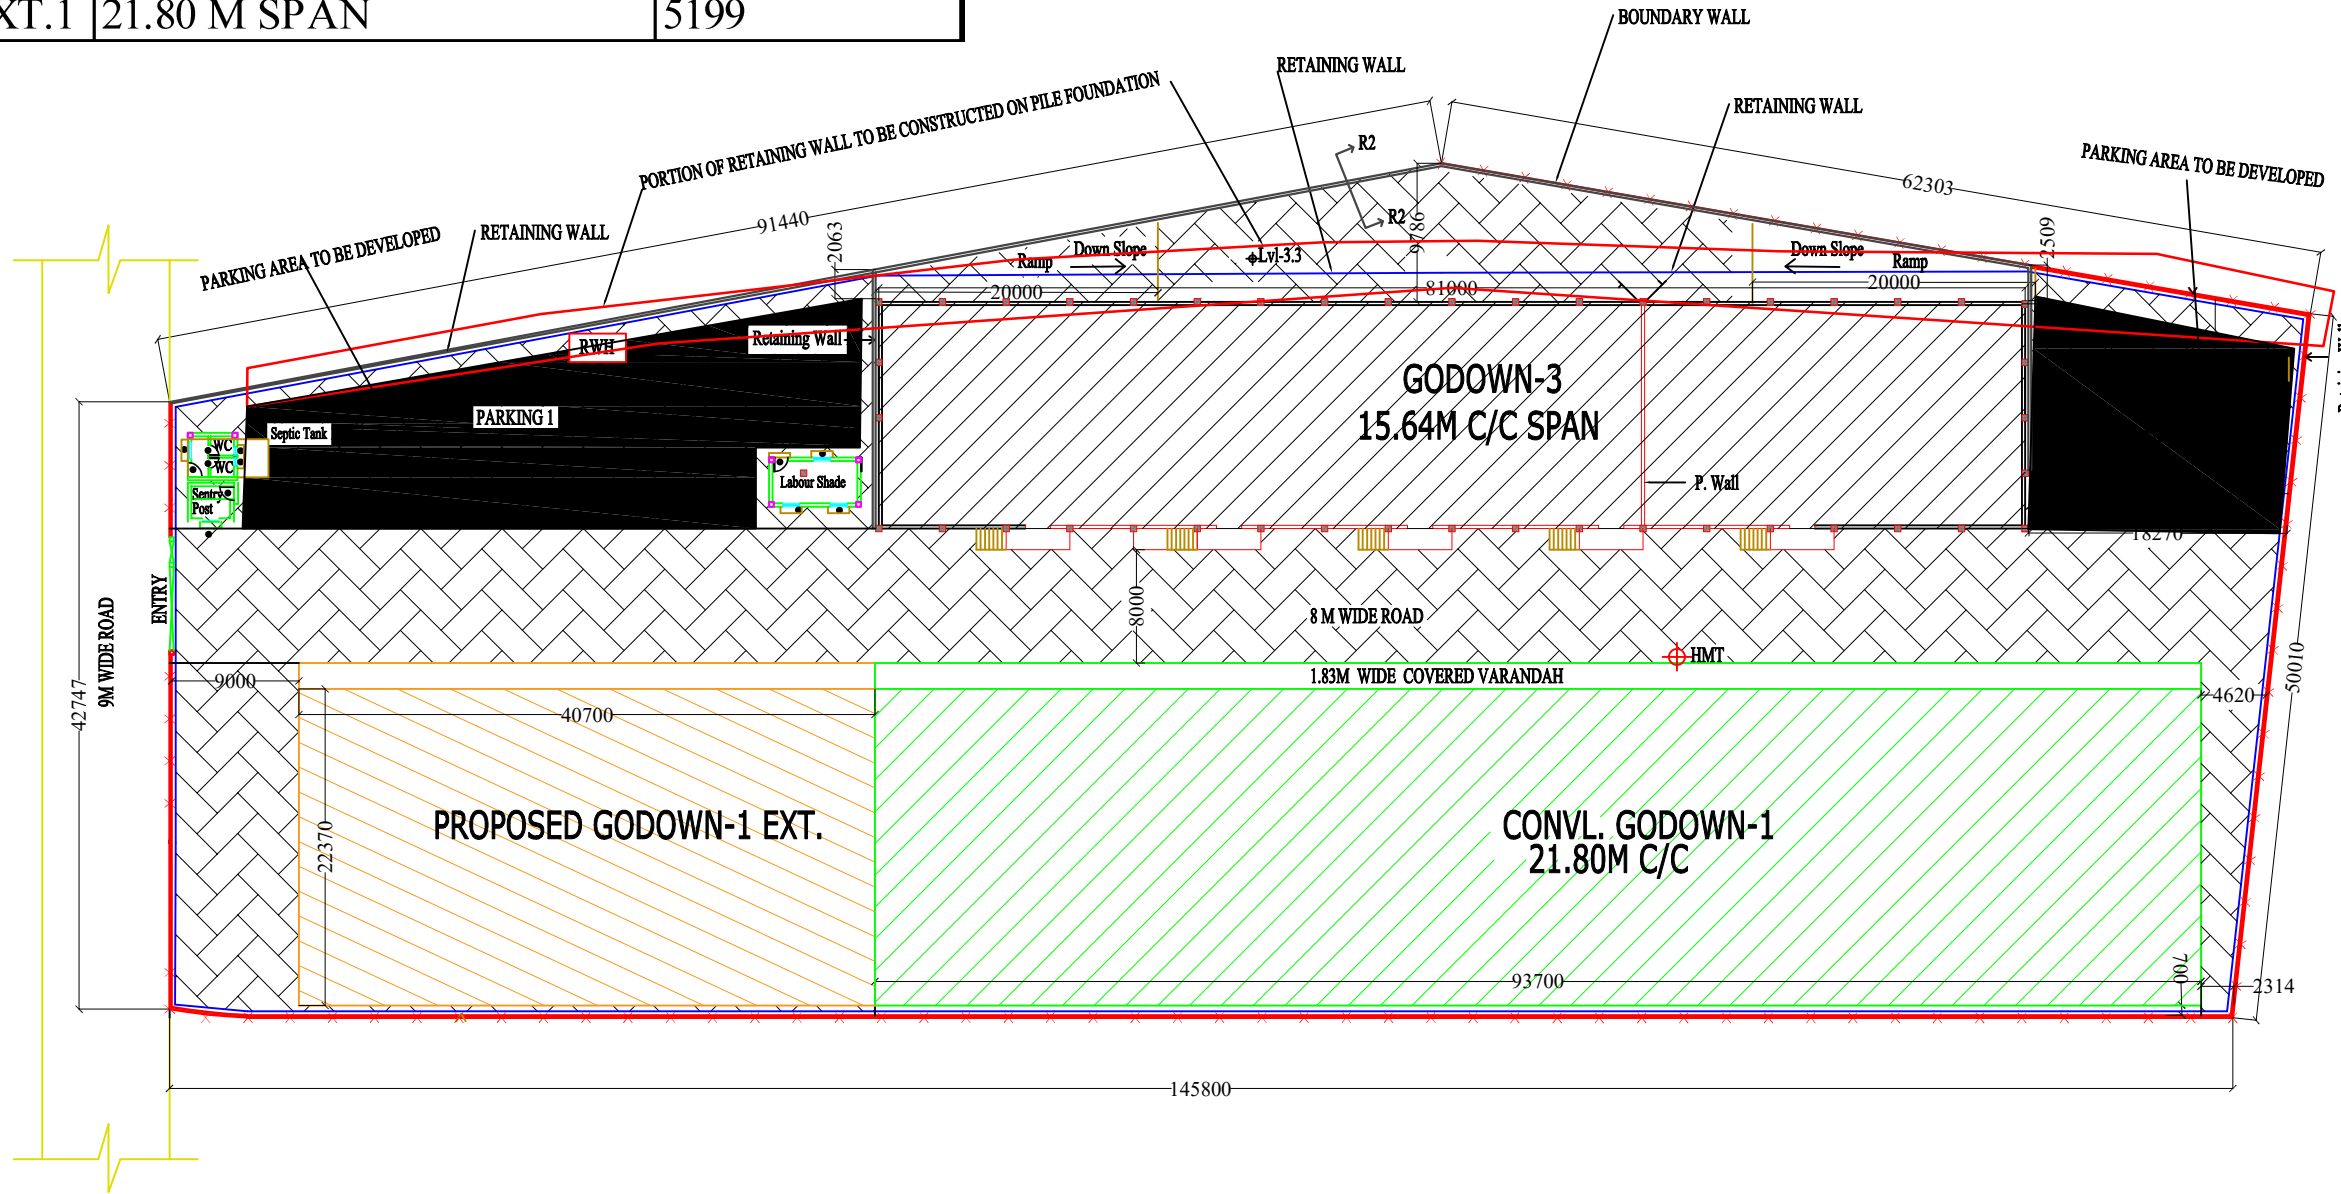 XT.1 21.80 M SPAN 5199
BOUNDARY WALL
RETAINING WALL
RETAINING WALL
PORTION OF RETAINING WALL TO BE CONSTRUCTED ON PILE FOUNDATION
PARKING AREA TO BE DEVELOPED
R2
R2
62303
91440
2063
9786
2509
RETAINING WALL
PARKING AREA TO BE DEVELOPED
Ramp
Down Slope
Lvl-3.3
Down Slope
Ramp
20000
81000
20000
RWH
Retaining Wall
GODOWN-3
15.64M C/C SPAN
PARKING 1
Septic Tank
WC
WC
Sentry
Post
Labour Shade
P. Wall
18270
ENTRY
9M WIDE ROAD
8000
8 M WIDE ROAD
HMT
1.83M WIDE COVERED VARANDAH
9000
40700
4620
50010
42747
22370
PROPOSED GODOWN-1 EXT.
CONVL. GODOWN-1
21.80M C/C
93700
700
2314
145800